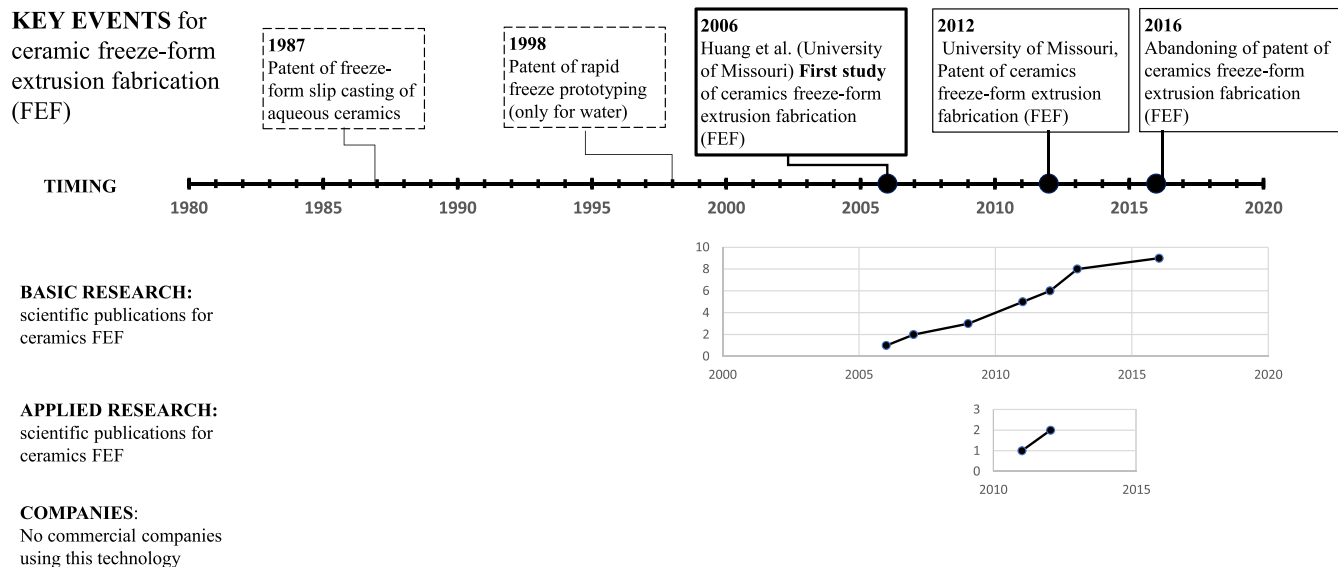 KEY EVENTS for
ceramic freeze-form
extrusion fabrication
(FEF)
1987
Patent of freeze-
form slip casting of
aqueous ceramics
1998
Patent of rapid
freeze prototyping
(only for water)
2006
Huang et al. (University
of Missouri) First study
of ceramics freeze-form
extrusion fabrication
(FEF)
2012
University of Missouri,
Patent of ceramics
freeze-form extrusion
fabrication (FEF)
2016
Abandoning of patent of
ceramics freeze-form
extrusion fabrication
(FEF)
TIMING
1980 1985 1990 1995 2000 2005 2010 2015 2020
BASIC RESEARCH:
scientific publications for
ceramics FEF
10
8
6
4
2
0
2000 2005 2010 2015 2020
APPLIED RESEARCH:
scientific publications for
ceramics FEF
3
2
1
0
2010 2015
COMPANIES:
No commercial companies
using this technology